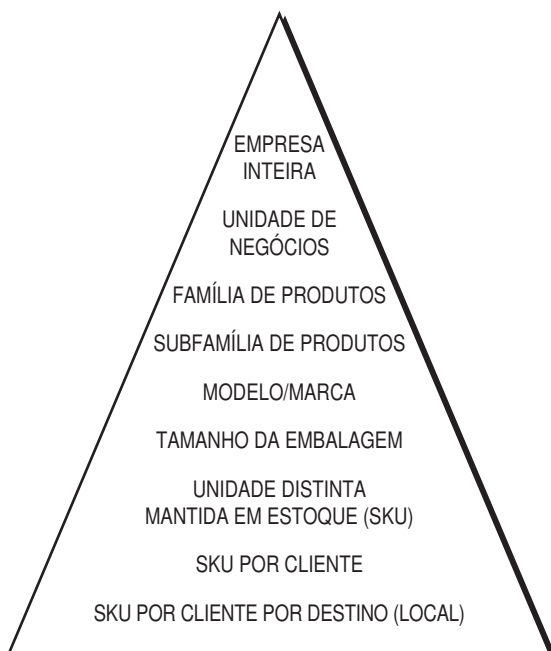 EMPRESA
INTEIRA
UNIDADE DE
NEGÓCIOS
FAMÍLIA DE PRODUTOS
SUBFAMÍLIA DE PRODUTOS
MODELO/MARCA
TAMANHO DA EMBALAGEM
UNIDADE DISTINTA
MANTIDA EM ESTOQUE (SKU)
SKU POR CLIENTE
SKU POR CLIENTE POR DESTINO (LOCAL)